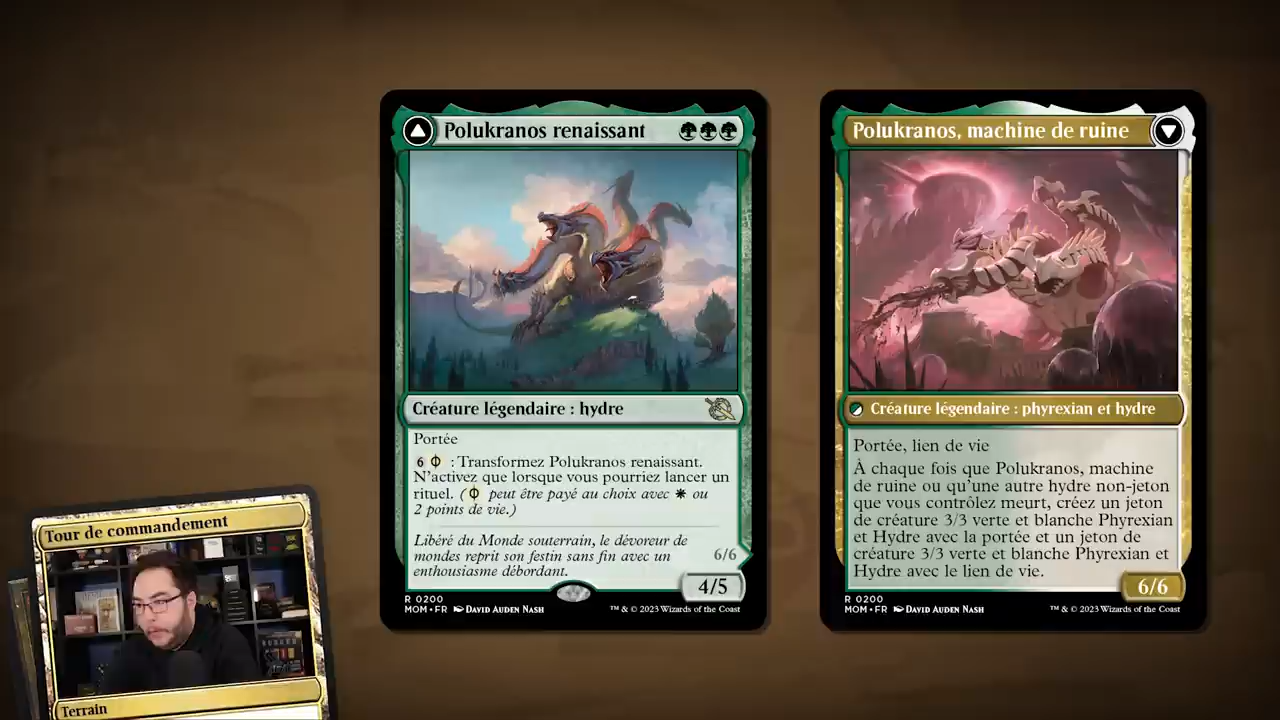 Polukranos renaissant
Créature légendaire : hydre
Portée
6 : Transformez Polukranos renaissant.
N'activez que lorsque vous pourriez lancer un
rituel. ( peut être payé au choix avec ou
2 points de vie.)
Libéré du Monde souterrain, le dévoreur de
mondes reprit son festin sans fin avec un
enthousiasme débordant.
6/6
4/5
R 0200
MOM • FR DAVID AUDEN NASH
™ & © 2023 Wizards of the Coast
Polukranos, machine de ruine
Créature légendaire : phyrexian et hydre
Portée, lien de vie
À chaque fois que Polukranos, machine
de ruine ou qu'une autre hydre non-jeton
que vous contrôlez meurt, créez un jeton
de créature 3/3 verte et blanche Phyrexian
et Hydre avec la portée et un jeton de
créature 3/3 verte et blanche Phyrexian et
Hydre avec le lien de vie.
6/6
R 0200
MOM • FR DAVID AUDEN NASH
™ & © 2023 Wizards of the Coast
Tour de commandement
Terrain